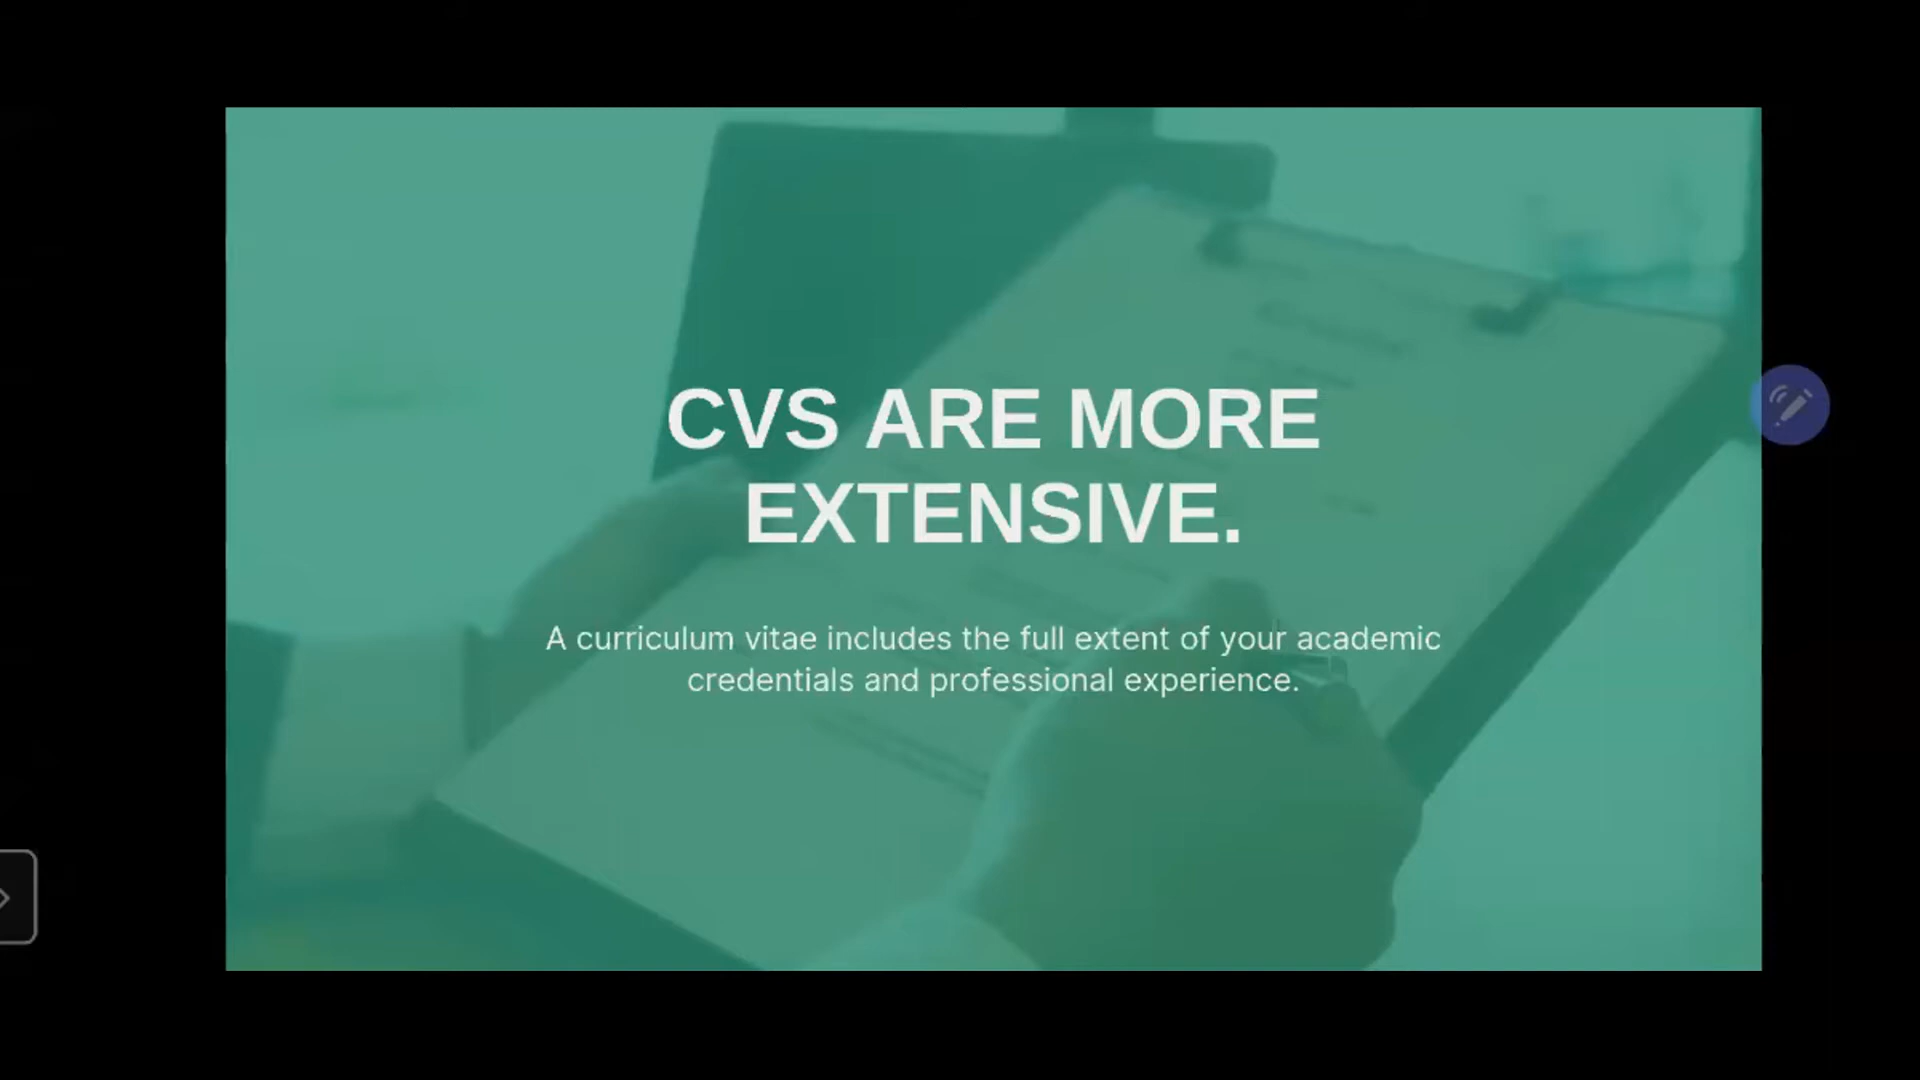 CVS ARE MORE
EXTENSIVE.
A curriculum vitae includes the full extent of your academic
credentials and professional experience.